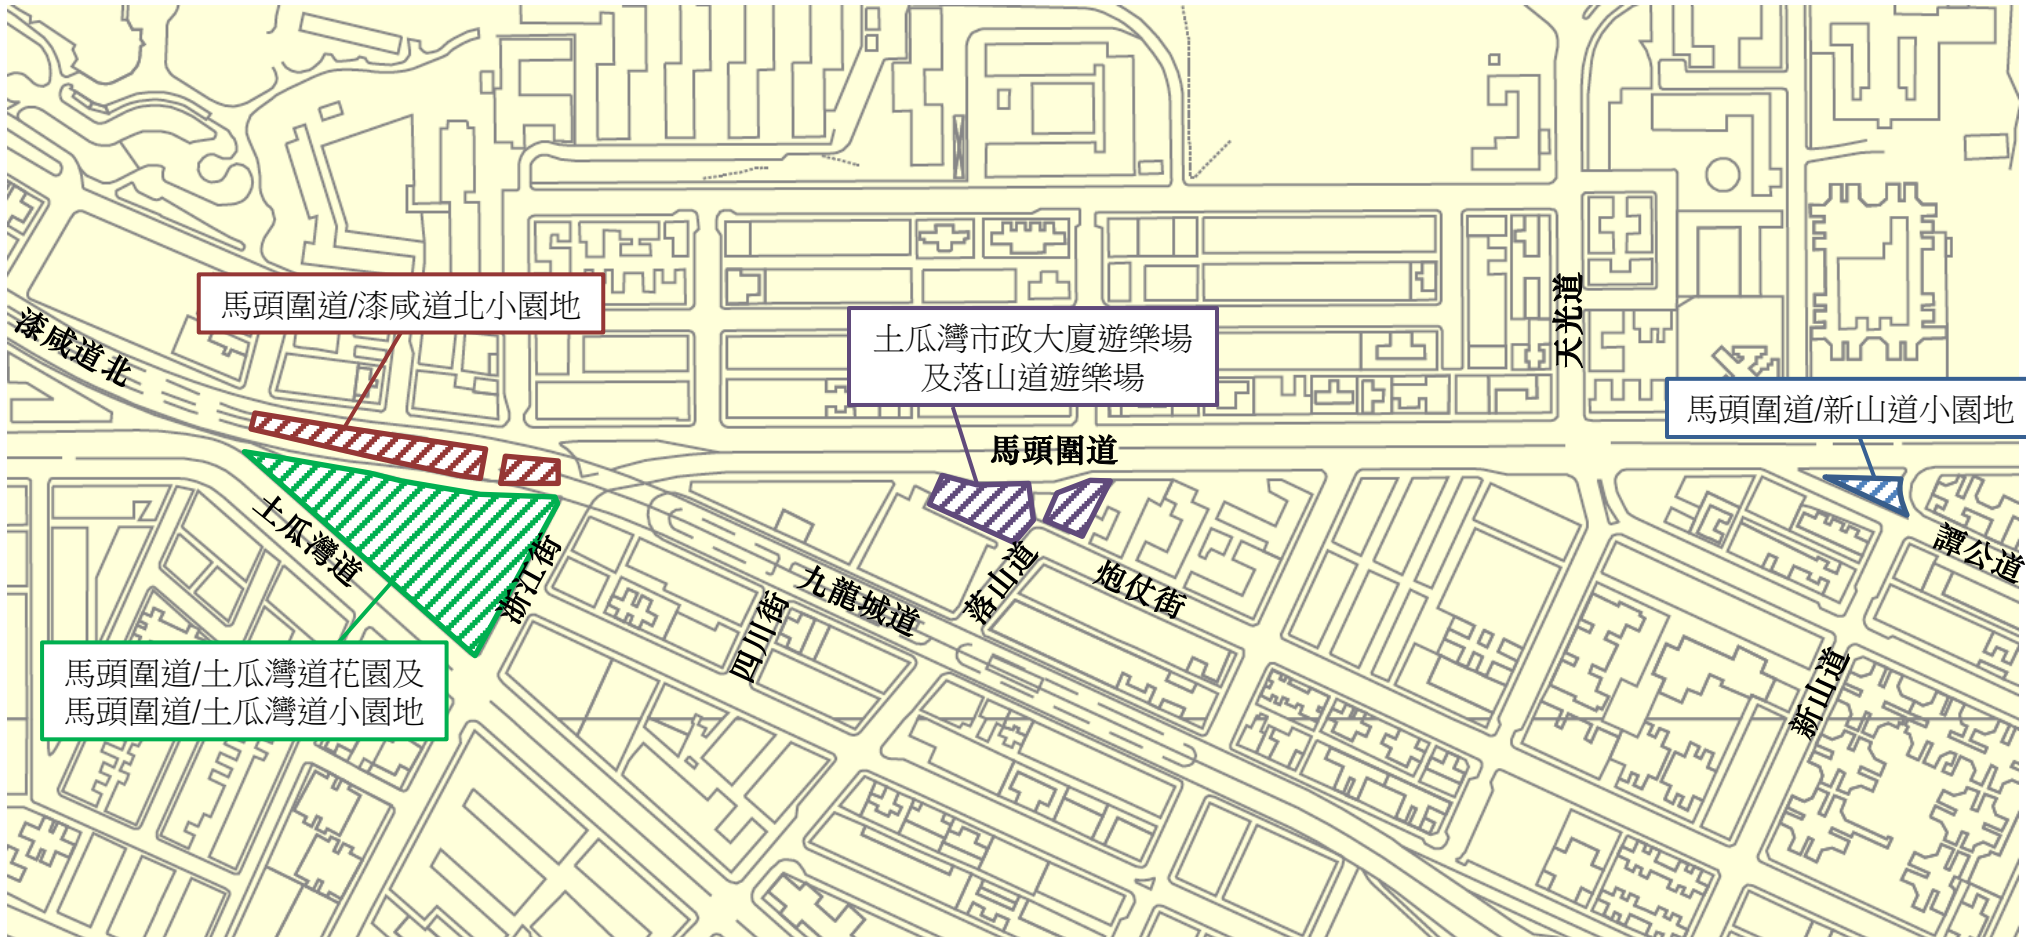 馬頭圍道/漆咸道北小園地
漆咸道北
土瓜灣市政大廈遊樂場
及落山道遊樂場
天光道
馬頭圍道/新山道小園地
馬頭圍道
土瓜灣道
浙江街
四川街
九龍城道
落山道
炮仗街
譚公道
新山道
馬頭圍道/土瓜灣道花園及
馬頭圍道/土瓜灣道小園地